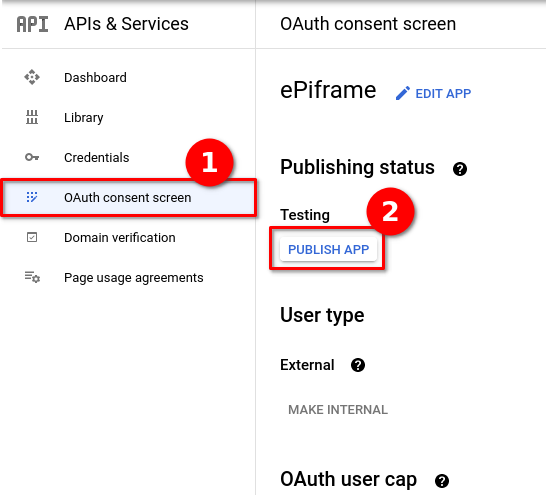 API APIs & Services
Dashboard
Library
Credentials
1
OAuth consent screen
Domain verification
Page usage agreements
OAuth consent screen
ePiframe EDIT APP
Publishing status ?
Testing
2
PUBLISH APP
User type
External ?
MAKE INTERNAL
OAuth user cap ?